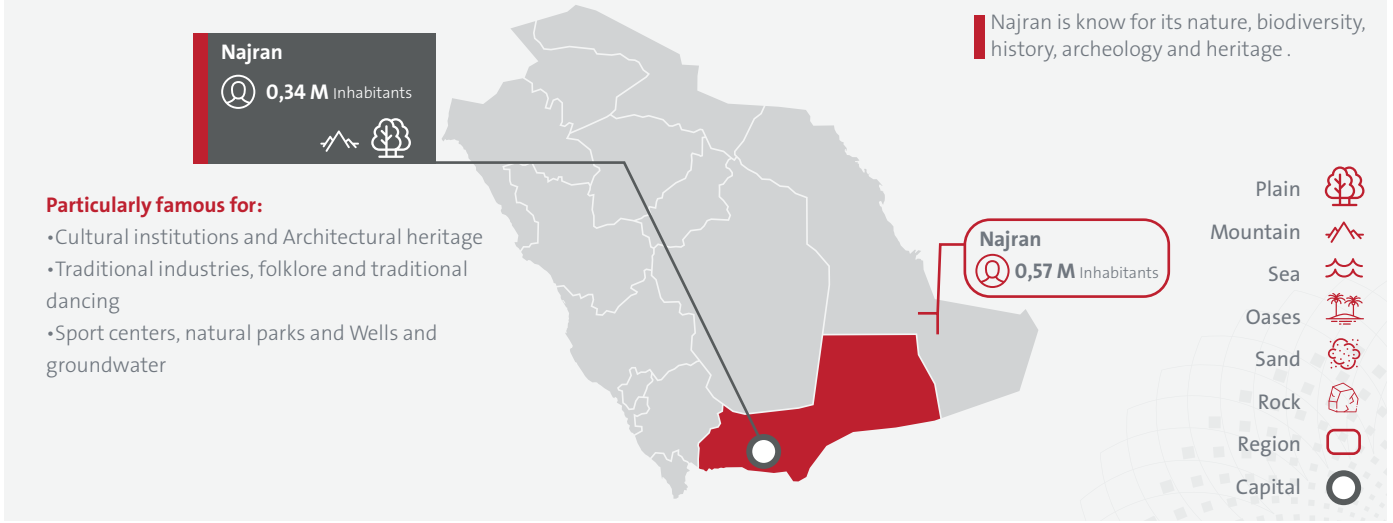 Najran is know for its nature, biodiversity,
history, archeology and heritage .
Najran
0,34 M Inhabitants
Particularly famous for:
•Cultural institutions and Architectural heritage
•Traditional industries, folklore and traditional
dancing
•Sport centers, natural parks and Wells and
groundwater
Najran
0,57 M Inhabitants
Plain
Mountain
Sea
Oases
Sand
Rock
Region
Capital